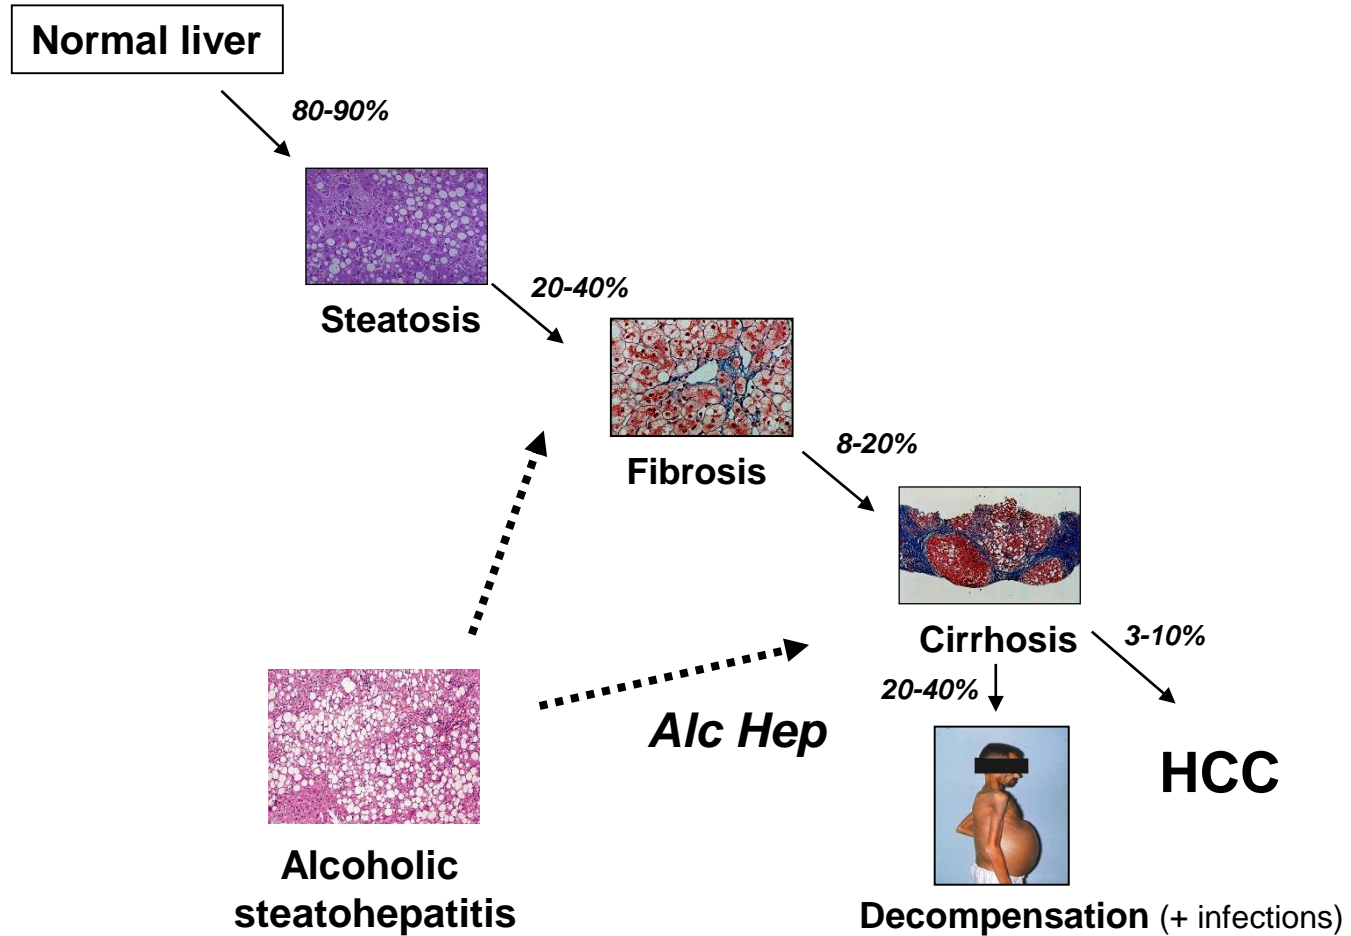 Normal liver
80-90%
Steatosis
20-40%
Fibrosis
8-20%
Cirrhosis
3-10%
20-40%
Alc Hep
HCC
Alcoholic
steatohepatitis
Decompensation (+ infections)